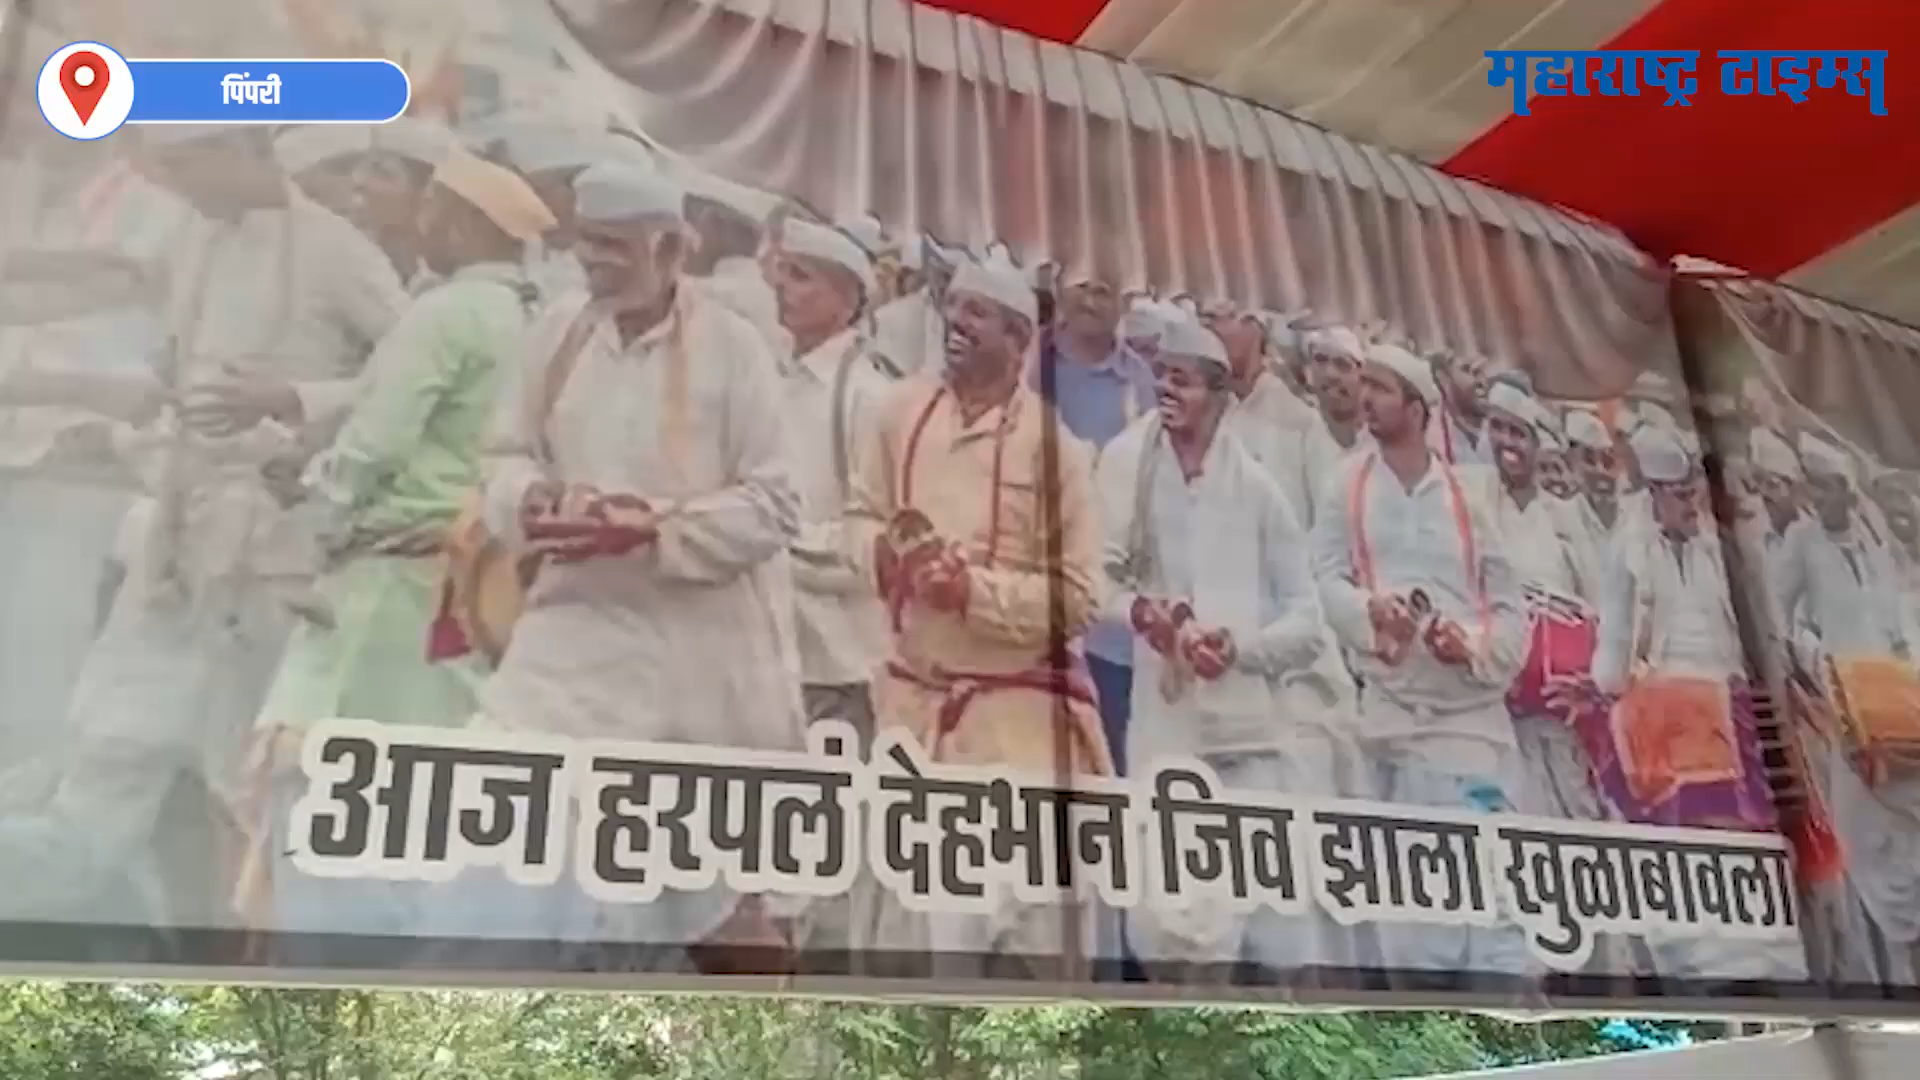 पिंपरी
महाराष्ट्र टाइम्स
आज हरपलं देहभान जिव झाला खुळाबावला